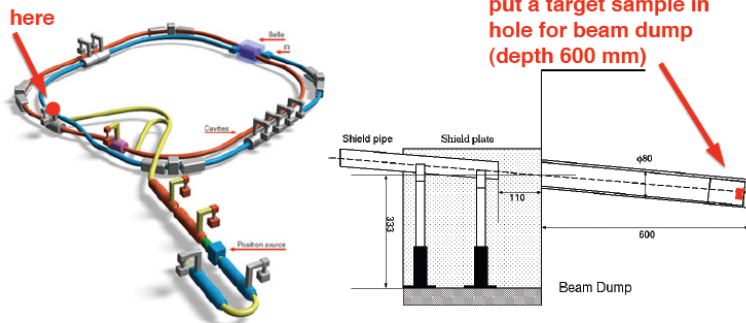 here
Belle
IR
Cavities
Positron source
put a target sample in
hole for beam dump
(depth 600 mm)
Shield pipe
Shield plate
φ80
110
333
600
Beam Dump